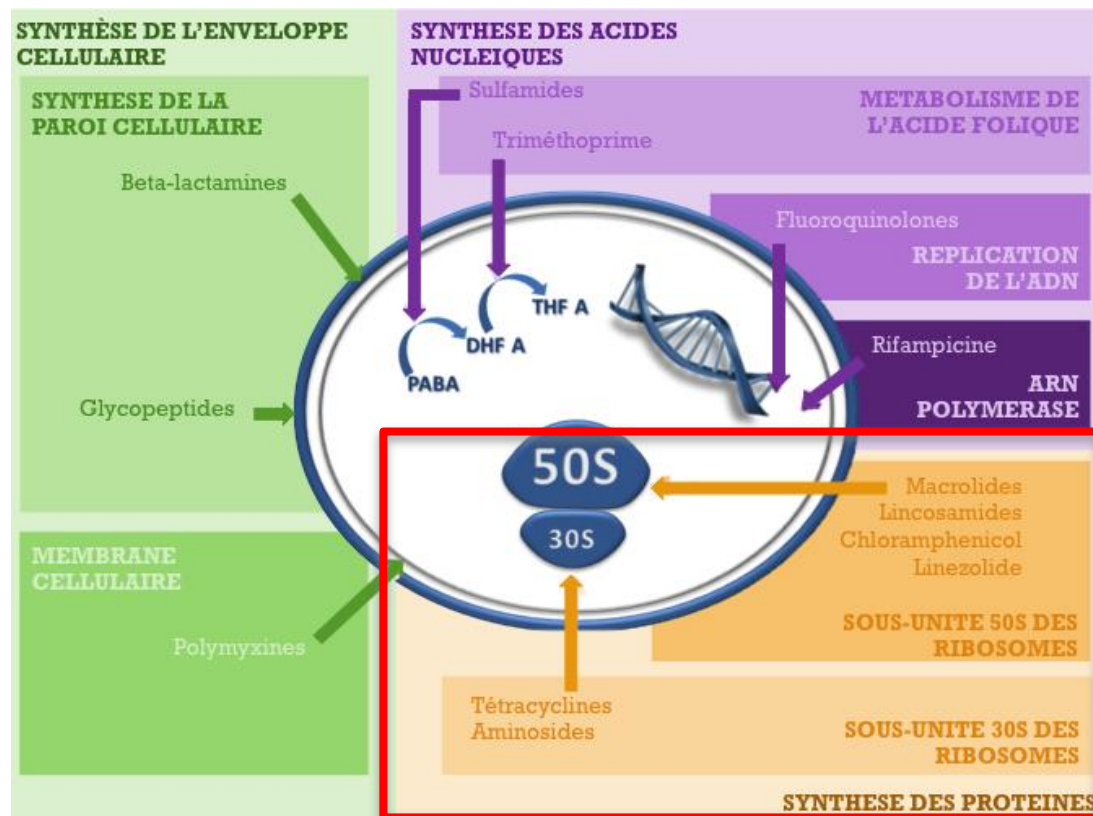 SYNTHÈSE DE L'ENVELOPPE
CELLULAIRE
SYNTHESE DE LA
PAROI CELLULAIRE
Beta-lactamines
Glycopeptides
MEMBRANE
CELLULAIRE
Polymyxines
SYNTHESE DES ACIDES
NUCLEIQUES
Sulfamides
METABOLISME DE
L'ACIDE FOLIQUE
Triméthoprime
Fluoroquinolones
REPLICATION
DE L'ADN
THF A
DHF A
PABA
Rifampicine
ARN
POLYMERASE
50S
30S
Macrolides
Lincosamides
Chloramphenicol
Linezolide
SOUS-UNITE 50S DES
RIBOSOMES
Tétracyclines
Aminosides
SOUS-UNITE 30S DES
RIBOSOMES
SYNTHESE DES PROTEINES